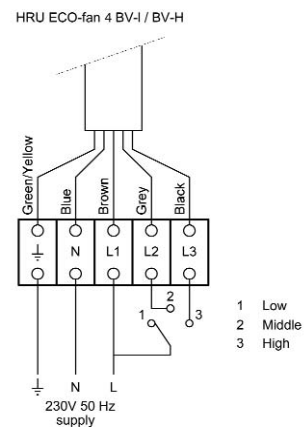 HRU ECO-fan 4 BV-I / BV-H
Green/Yellow
Blue
Brown
Grey
Black
⏚ N L1 L2 L3
1 2 3
1 Low
2 Middle
3 High
⏚ N L
230V 50 Hz
supply